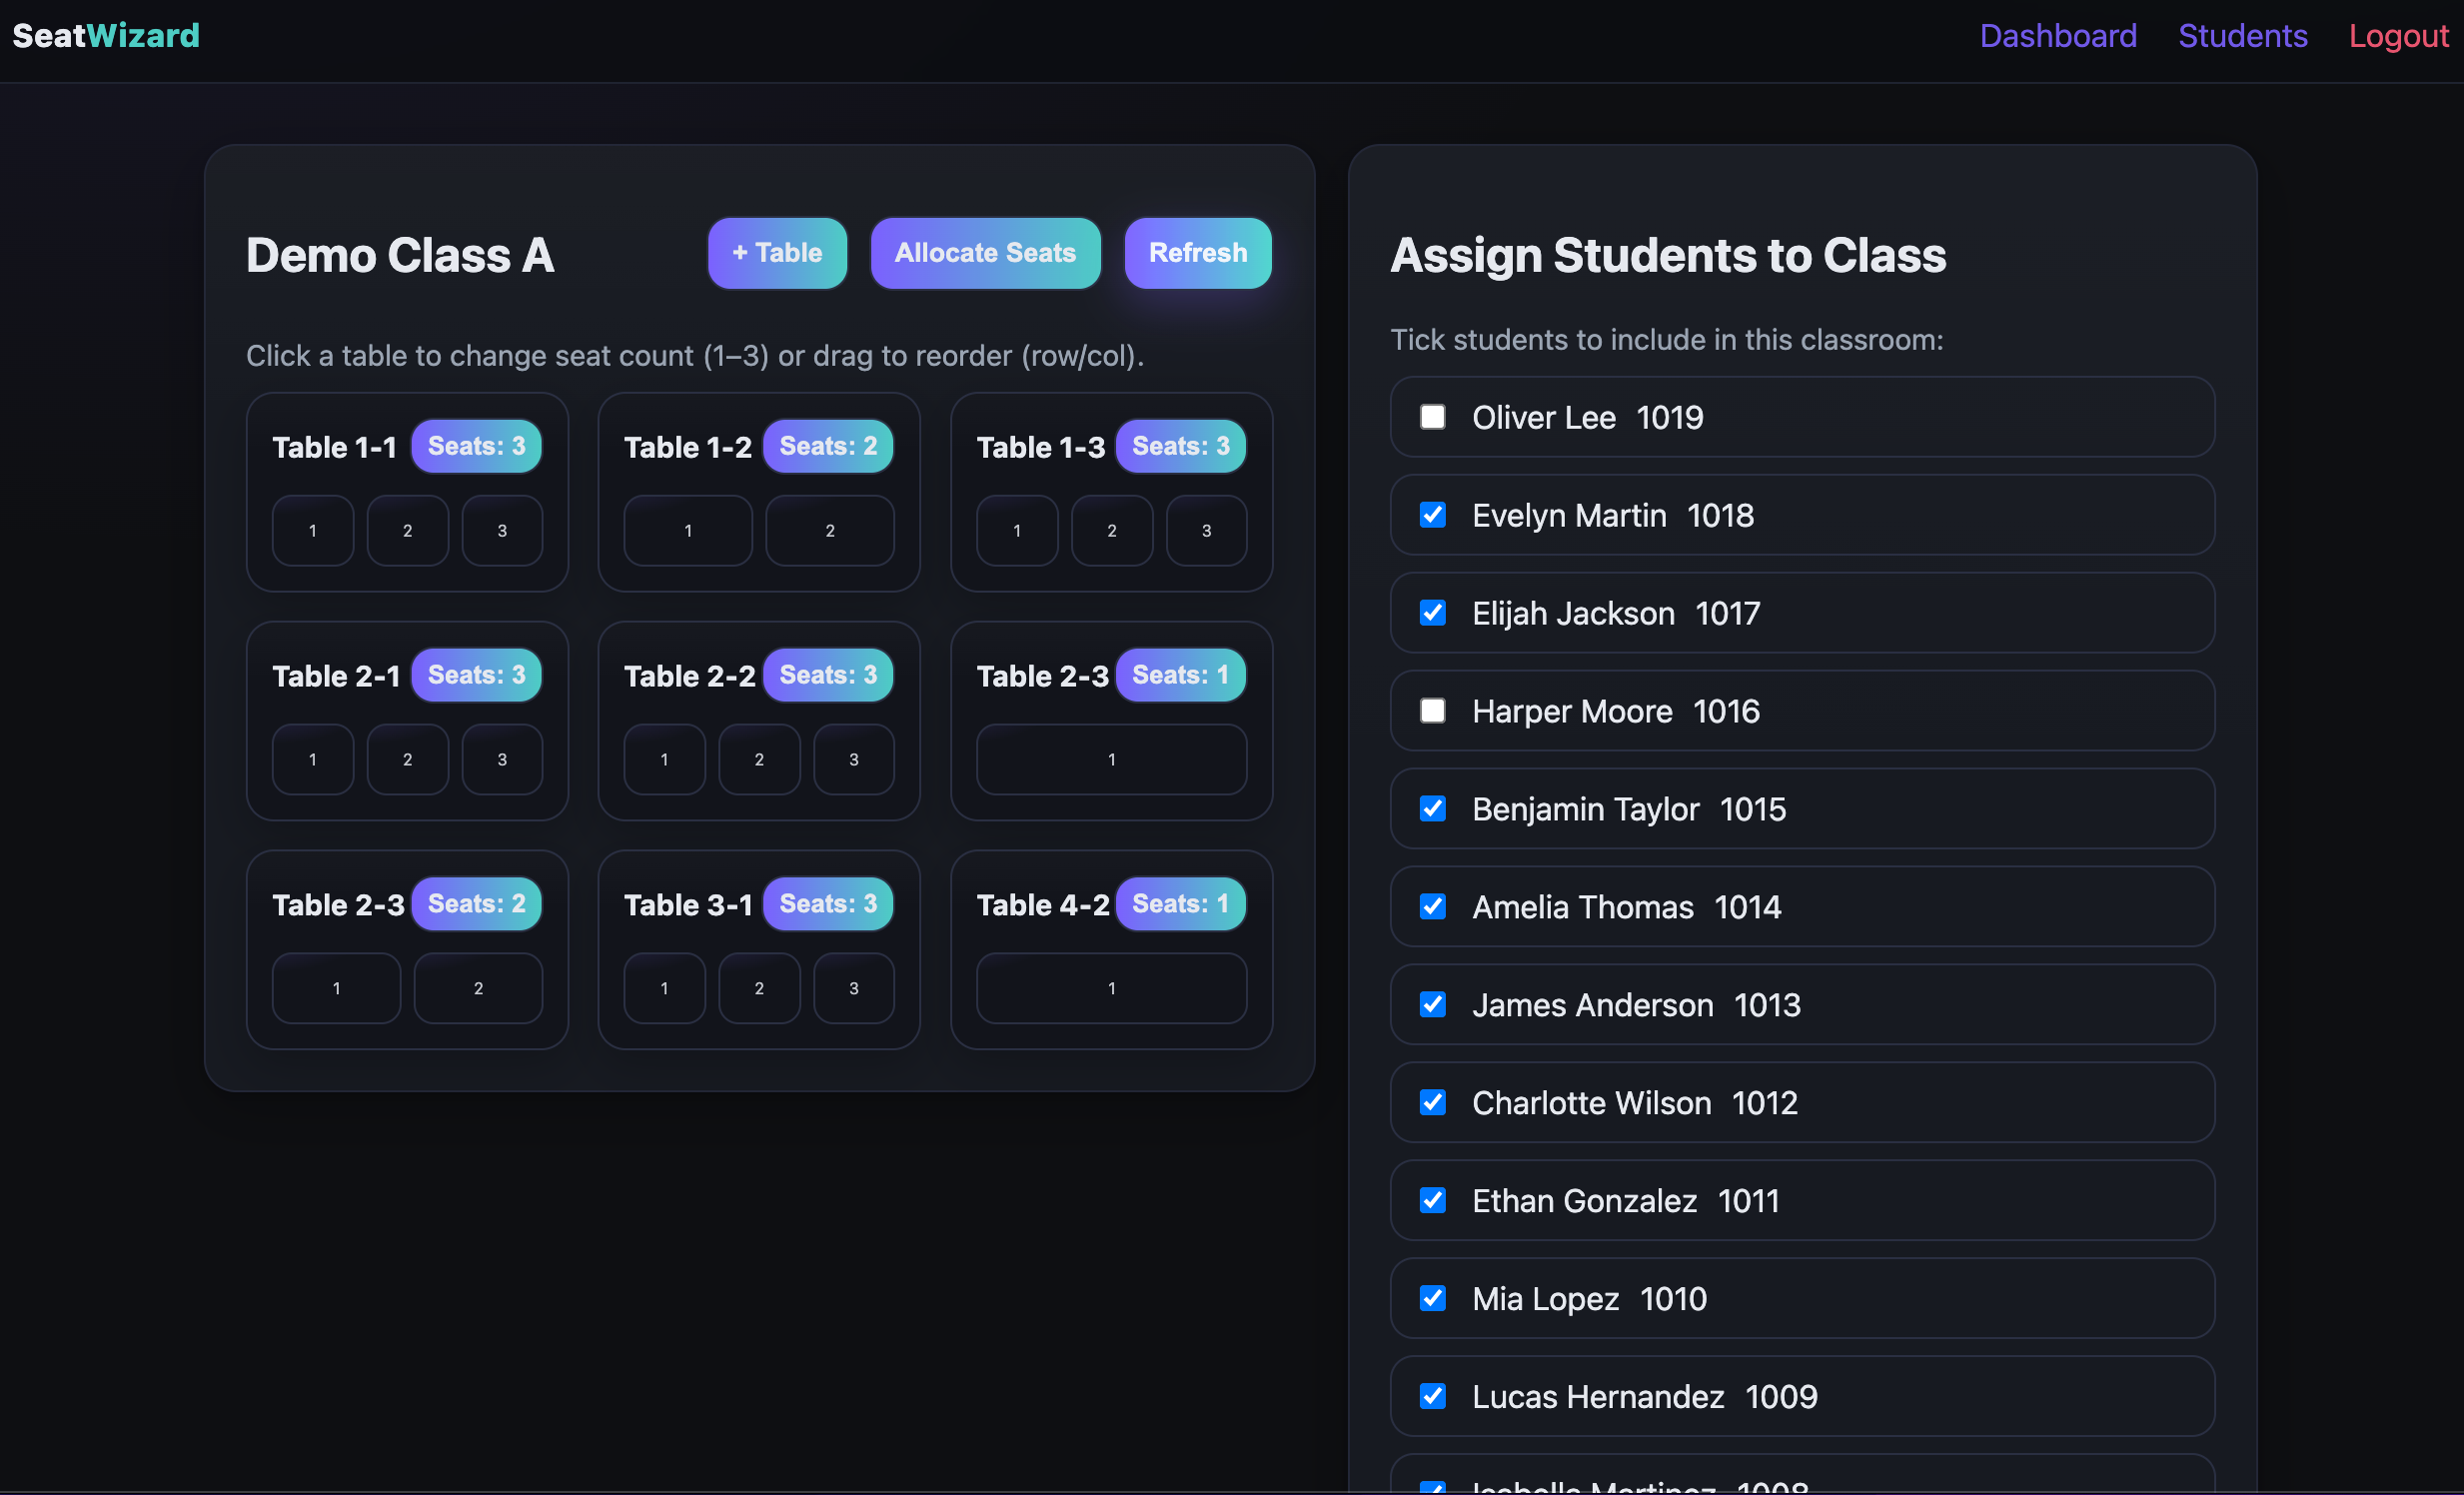 SeatWizard
Dashboard Students Logout
Demo Class A
+ Table
Allocate Seats
Refresh
Click a table to change seat count (1–3) or drag to reorder (row/col).
Table 1-1 Seats: 3
1 2 3
Table 1-2 Seats: 2
1 2
Table 1-3 Seats: 3
1 2 3
Table 2-1 Seats: 3
1 2 3
Table 2-2 Seats: 3
1 2 3
Table 2-3 Seats: 1
1
Table 2-3 Seats: 2
1 2
Table 3-1 Seats: 3
1 2 3
Table 4-2 Seats: 1
1
Assign Students to Class
Tick students to include in this classroom:
Oliver Lee 1019
Evelyn Martin 1018
Elijah Jackson 1017
Harper Moore 1016
Benjamin Taylor 1015
Amelia Thomas 1014
James Anderson 1013
Charlotte Wilson 1012
Ethan Gonzalez 1011
Mia Lopez 1010
Lucas Hernandez 1009
Isabella Martinez 1008